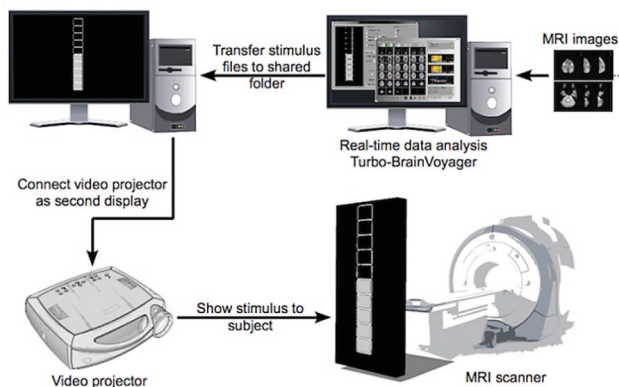 Transfer stimulus
files to shared
folder
MRI images
Real-time data analysis
Turbo-BrainVoyager
Connect video projector
as second display
Show stimulus to
subject
Video projector
MRI scanner